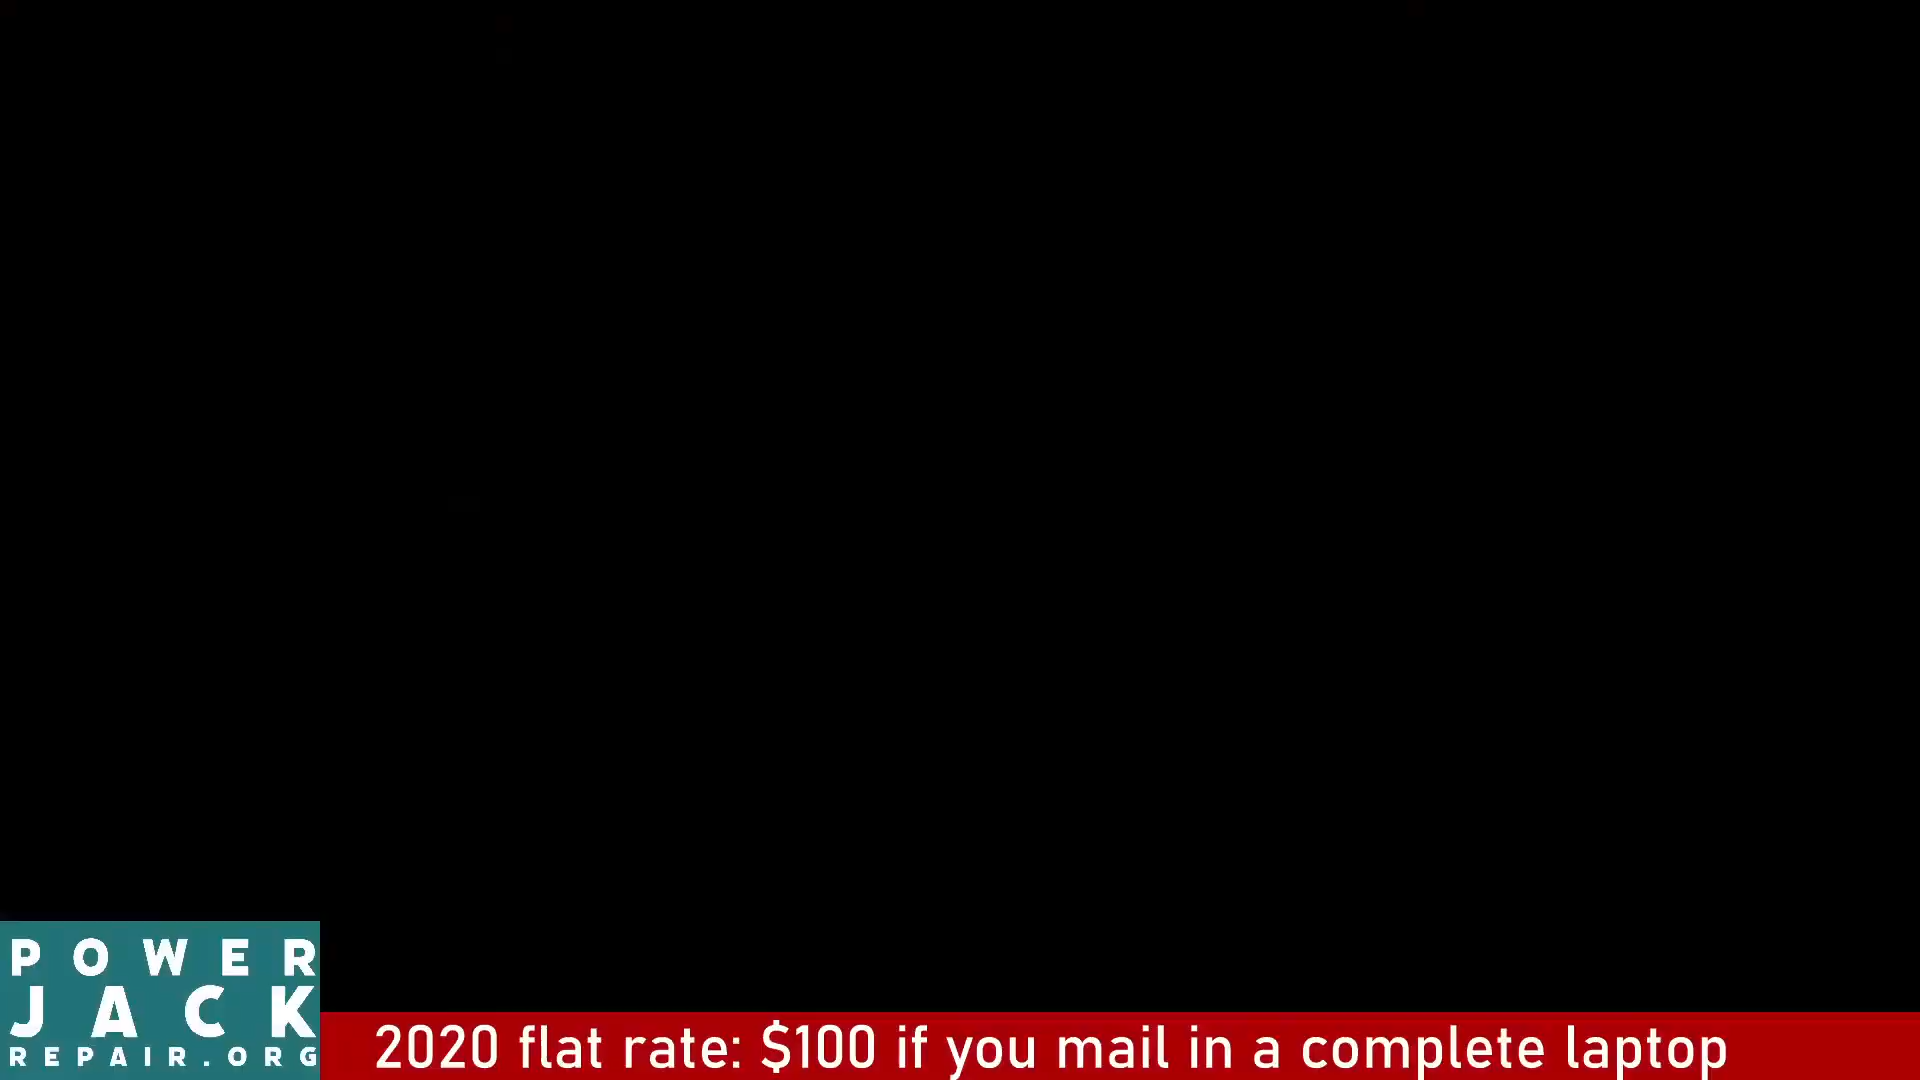 POWER
JACK
REPAIR.ORG
2020 flat rate: $100 if you mail in a complete laptop